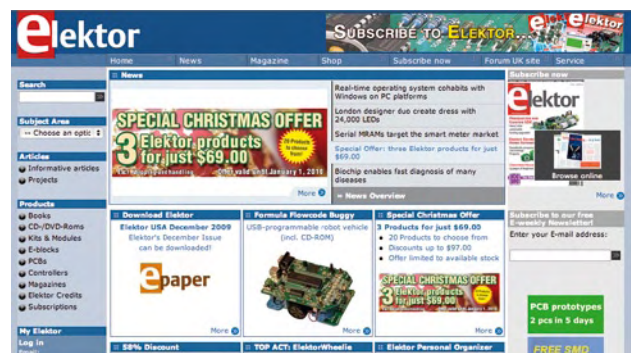 elektor
SUBSCRIBE TO ELEKTOR...
elektor
Home News Magazine Shop Subscribe now Forum UK site Service
Search
Subject Area
-- Choose an optic
Articles
Informative articles
Projects
Products
Books
CD-/DVD-Roms
Kits & Modules
E-blocks
PCBs
Controllers
Magazines
Elektor Credits
Subscriptions
My Elektor
Log in
Email:
News
SPECIAL CHRISTMAS OFFER
3 Elektor products
for just $69.00
20 Products
to choose
from!
Offer valid until January 1, 2010
More
Real-time operating system cohabits with
Windows on PC platforms
London designer duo create dress with
24,000 LEDs
Serial MRAMs target the smart meter market
Special Offer: three Elektor products for just
$69.00
Biochip enables fast diagnosis of many
diseases
» News Overview
Download Elektor
Elektor USA December 2009
Elektor's December Issue
can be downloaded!
epaper
More
Formula Flowcode Buggy
USB-programmable robot vehicle
(incl. CD-ROM)
More
Special Christmas Offer
3 Products for just $69.00
• 20 Products to choose from
• Discounts up to $97.00
• Offer limited to available stock
SPECIAL CHRISTMAS OFFER
3 Elektor products
for just $69.00
More
58% Discount
TOP ACT: ElektorWheelie
Elektor Personal Organizer
Subscribe now
elektor
Browse online
More
Subscribe to our free
E-weekly Newsletter!
Enter your E-mail address:
PCB prototypes
2 pcs in 5 days
FREE SMD